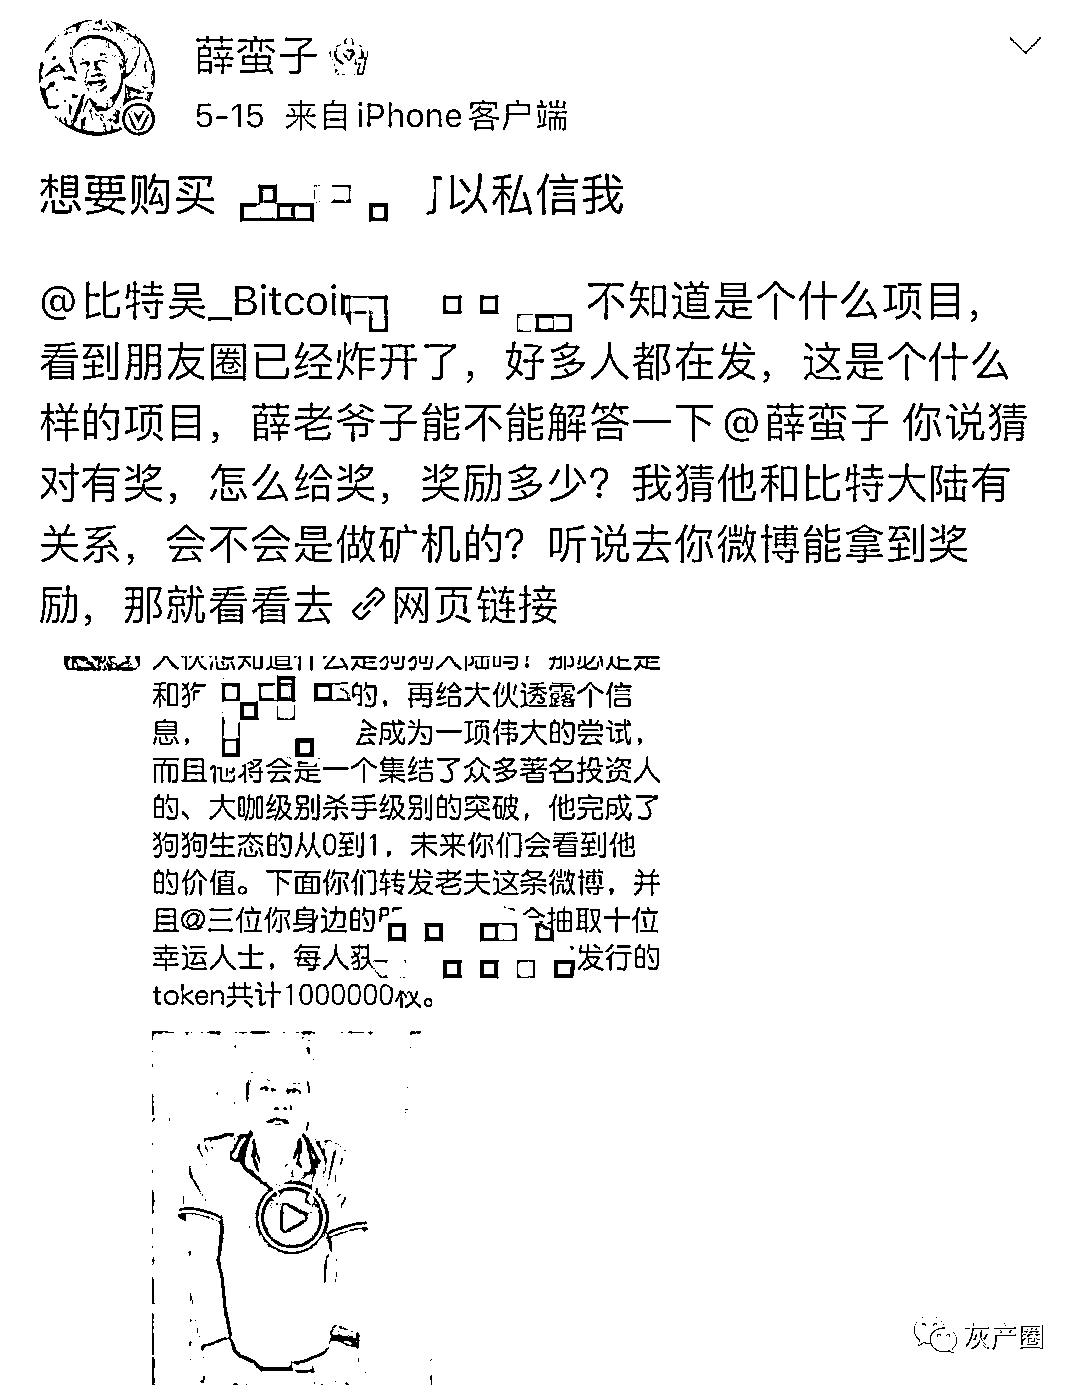 薛蛮子
5-15 来自iPhone客户端
想要购买 以私信我
@比特吴_Bitcoin 不知道是个什么项目，
看到朋友圈已经炸开了，好多人都在发，这是个什么
样的项目，薛老爷子能不能解答一下@薛蛮子 你说猜
对有奖，怎么给奖，奖励多少？我猜他和比特大陆有
关系，会不会是做矿机的？听说去你微博能拿到奖
励，那就看看去 网页链接
大伙想知道什么是狗狗大陆吗？那必定是
和 的，再给大伙透露个信
息， 会成为一项伟大的尝试，
而且他将会是一个集结了众多著名投资人
的、大咖级别杀手级别的突破，他完成了
狗狗生态的从0到1，未来你们会看到他
的价值。下面你们转发老夫这条微博，并
且@三位你身边的 抽取十位
幸运人士，每人获 发行的
token共计1000000枚。
灰产圈